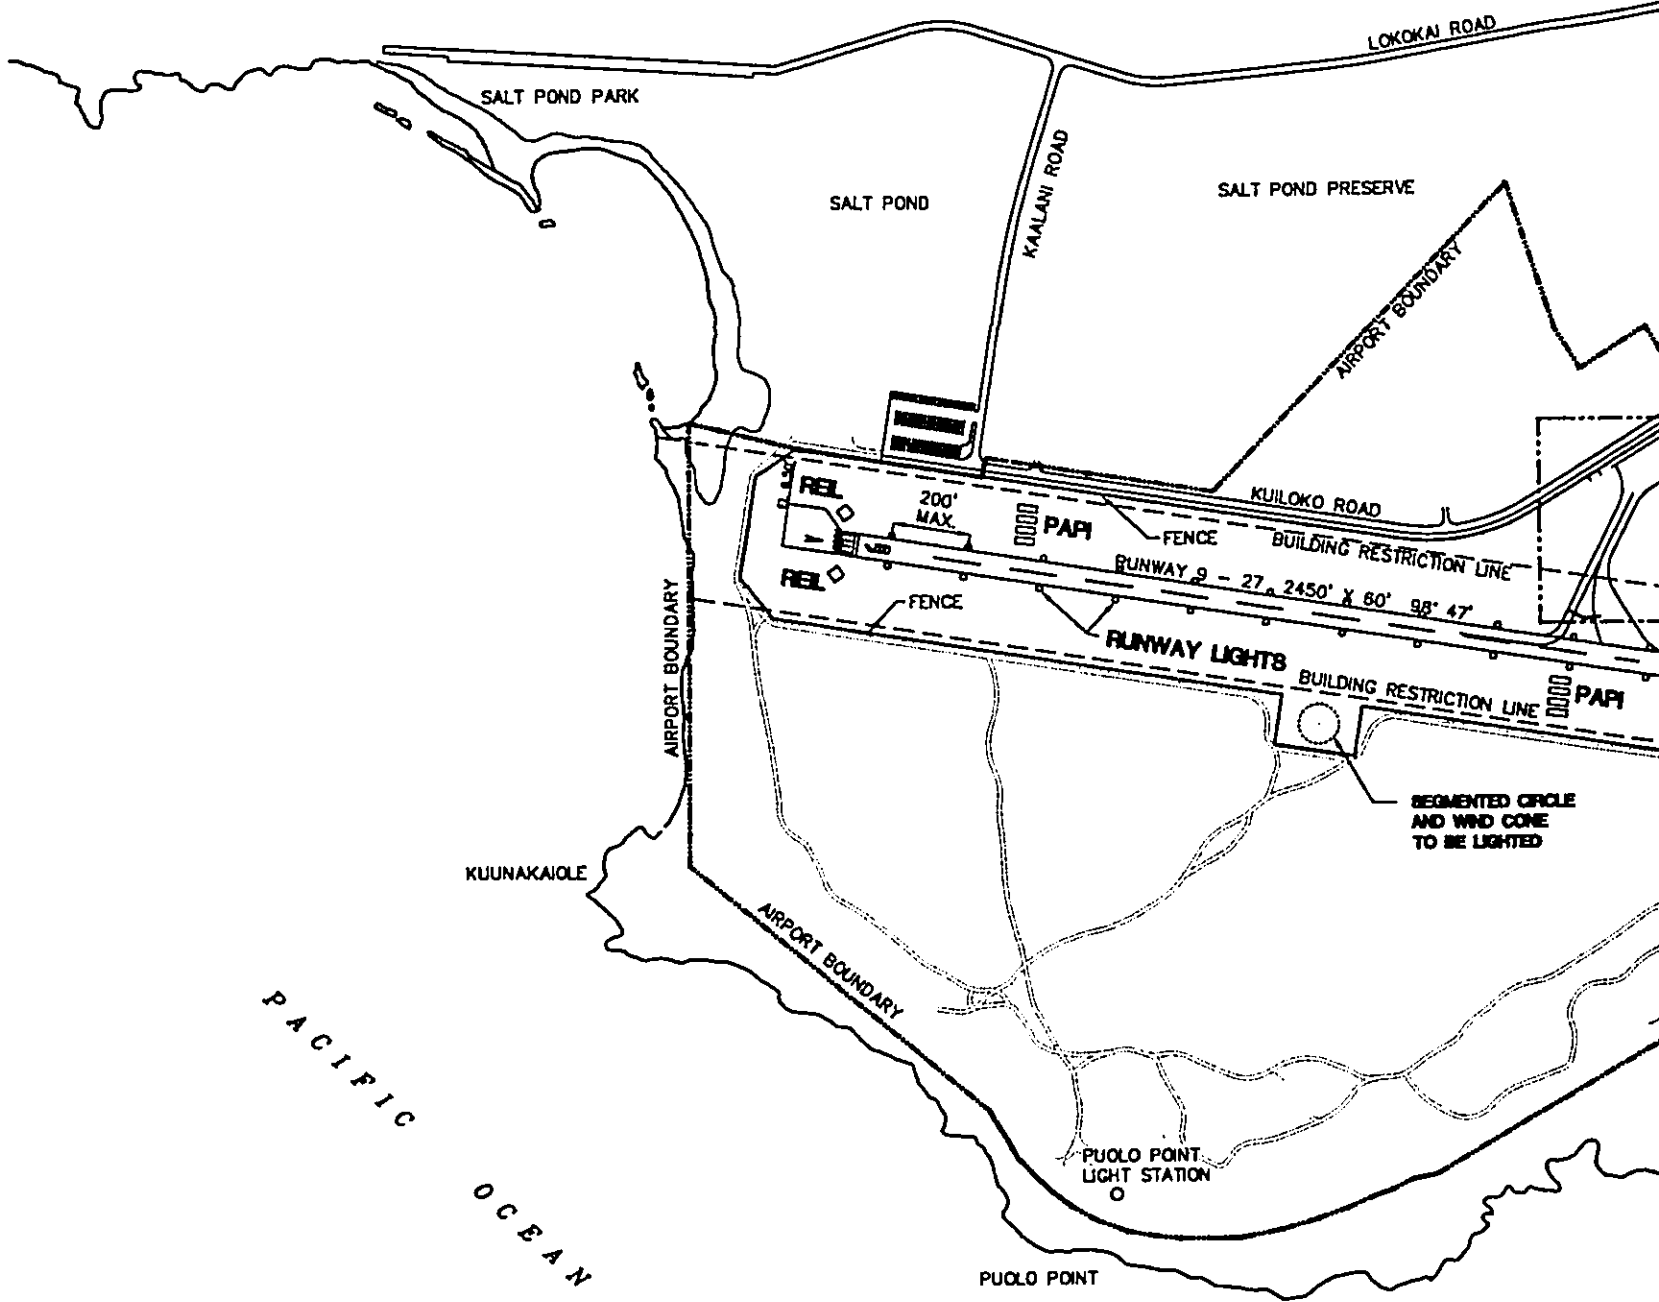 LOKOKAI ROAD
SALT POND PARK
KAALANI ROAD
SALT POND
SALT POND PRESERVE
AIRPORT BOUNDARY
KUILOKO ROAD
REIL
200'
MAX.
PAPI
FENCE
BUILDING RESTRICTION LINE
RUNWAY 9 - 27 2450' X 60' 98° 47'
REIL
FENCE
AIRPORT BOUNDARY
RUNWAY LIGHTS
BUILDING RESTRICTION LINE
PAPI
SEGMENTED CIRCLE
AND WIND CONE
TO BE LIGHTED
KUUNAKAIOLE
AIRPORT BOUNDARY
PACIFIC
OCEAN
PUOLO POINT
LIGHT STATION
PUOLO POINT